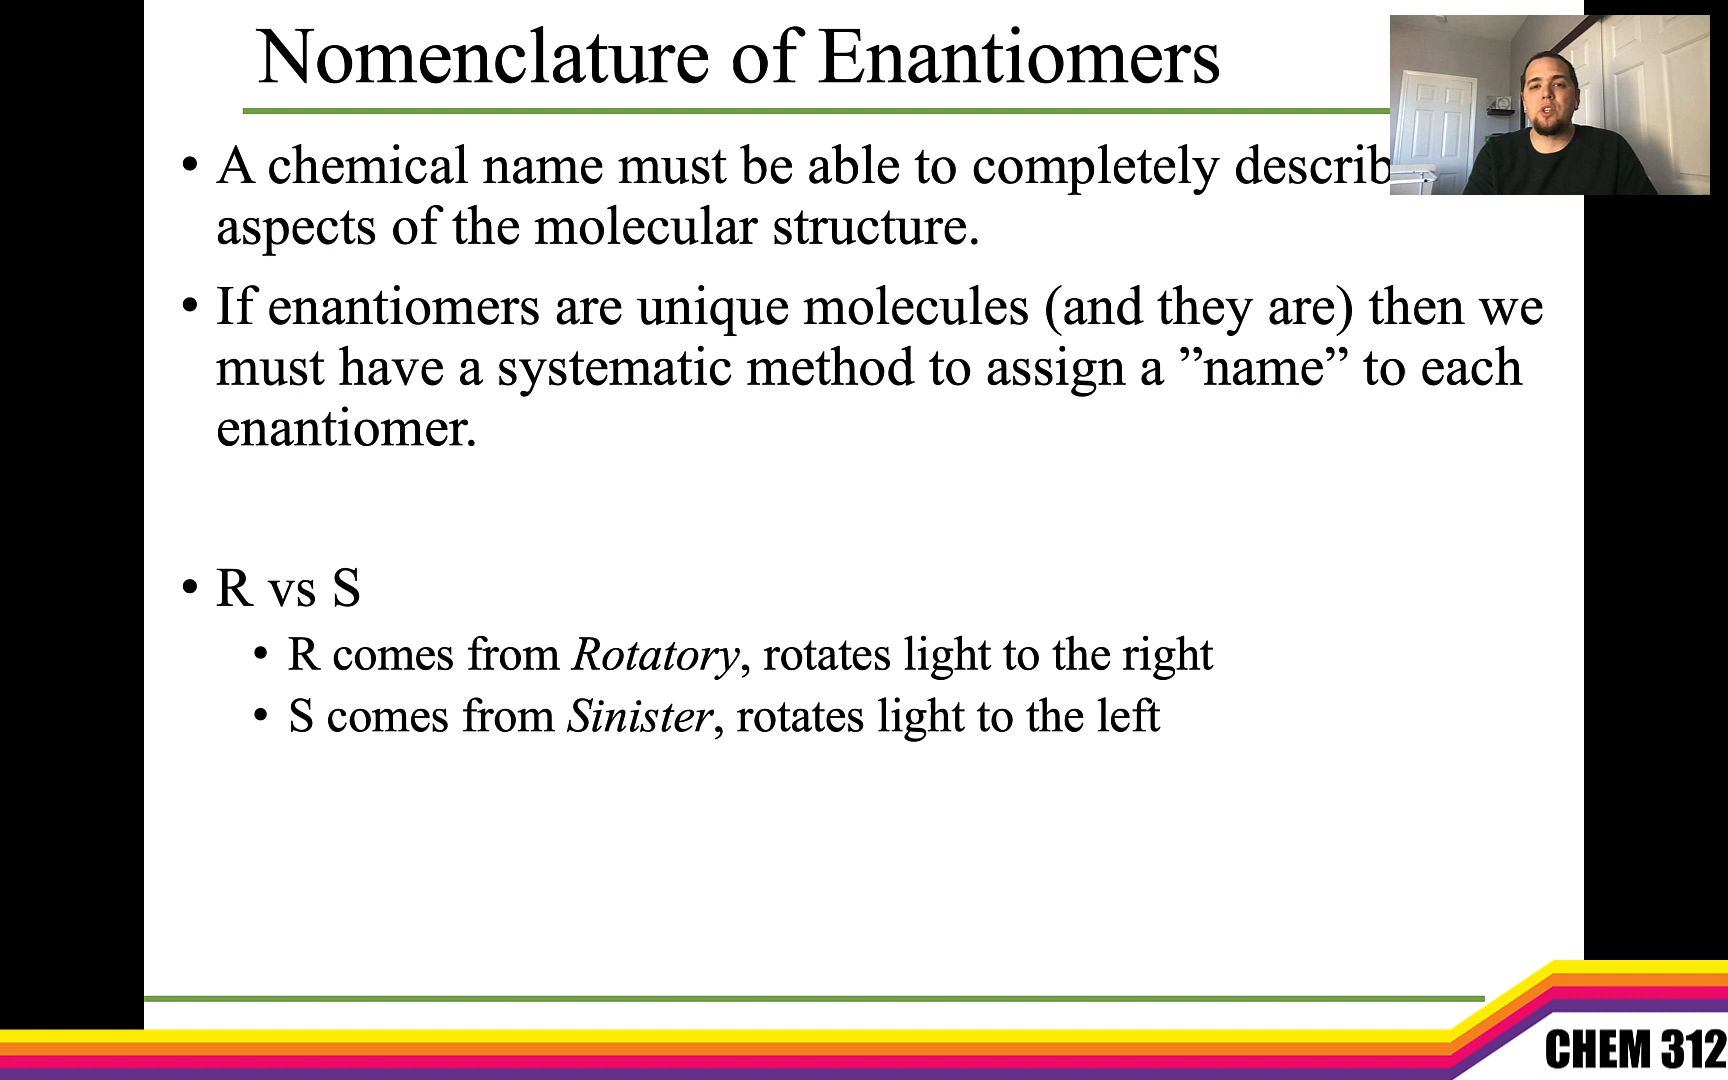 Nomenclature of Enantiomers
• A chemical name must be able to completely describ
aspects of the molecular structure.
• If enantiomers are unique molecules (and they are) then we
must have a systematic method to assign a ”name” to each
enantiomer.
• R vs S
• R comes from Rotatory, rotates light to the right
• S comes from Sinister, rotates light to the left
CHEM 312